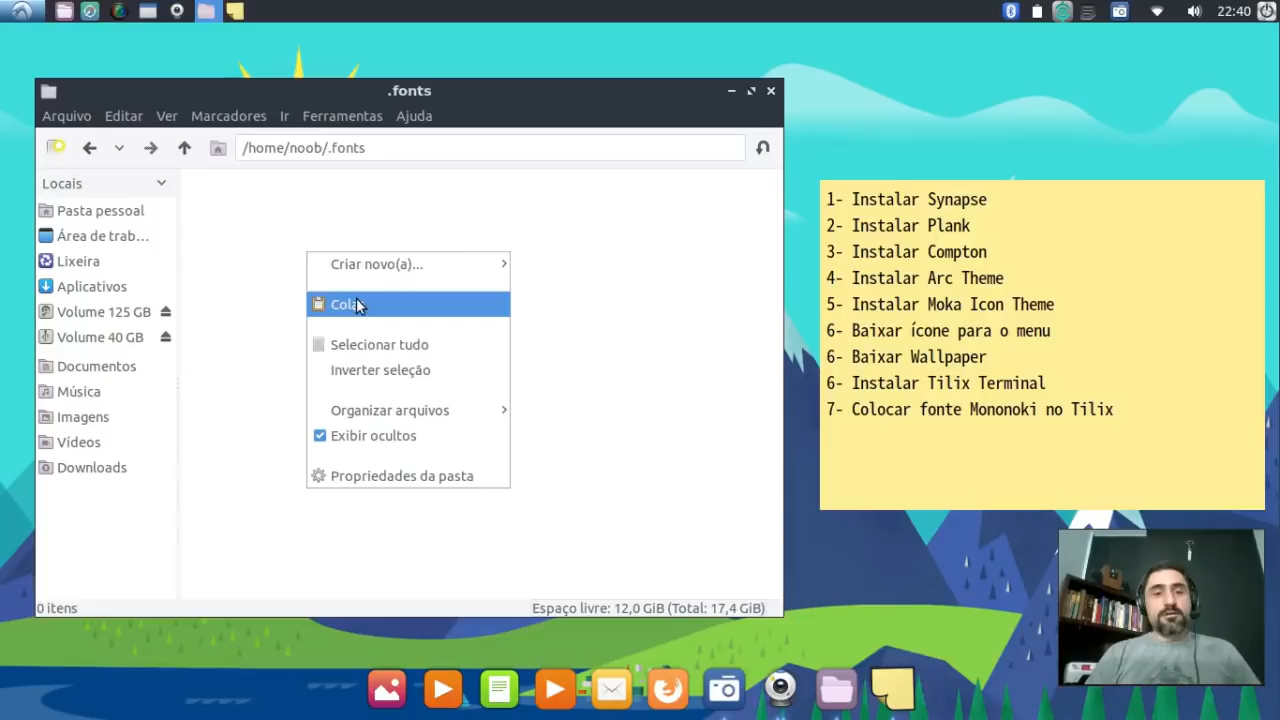 22:40
.fonts
Arquivo Editar Ver Marcadores Ir Ferramentas Ajuda
/home/noob/.fonts
Locais
Pasta pessoal
Área de trab...
Lixeira
Aplicativos
Volume 125 GB
Volume 40 GB
Documentos
Música
Imagens
Vídeos
Downloads
Criar novo(a)...
Selecionar tudo
Inverter seleção
Organizar arquivos
Exibir ocultos
Propriedades da pasta
0 itens
Espaço livre: 12,0 GiB (Total: 17,4 GiB)
1- Instalar Synapse
2- Instalar Plank
3- Instalar Compton
4- Instalar Arc Theme
5- Instalar Moka Icon Theme
6- Baixar ícone para o menu
6- Baixar Wallpaper
6- Instalar Tilix Terminal
7- Colocar fonte Mononoki no Tilix